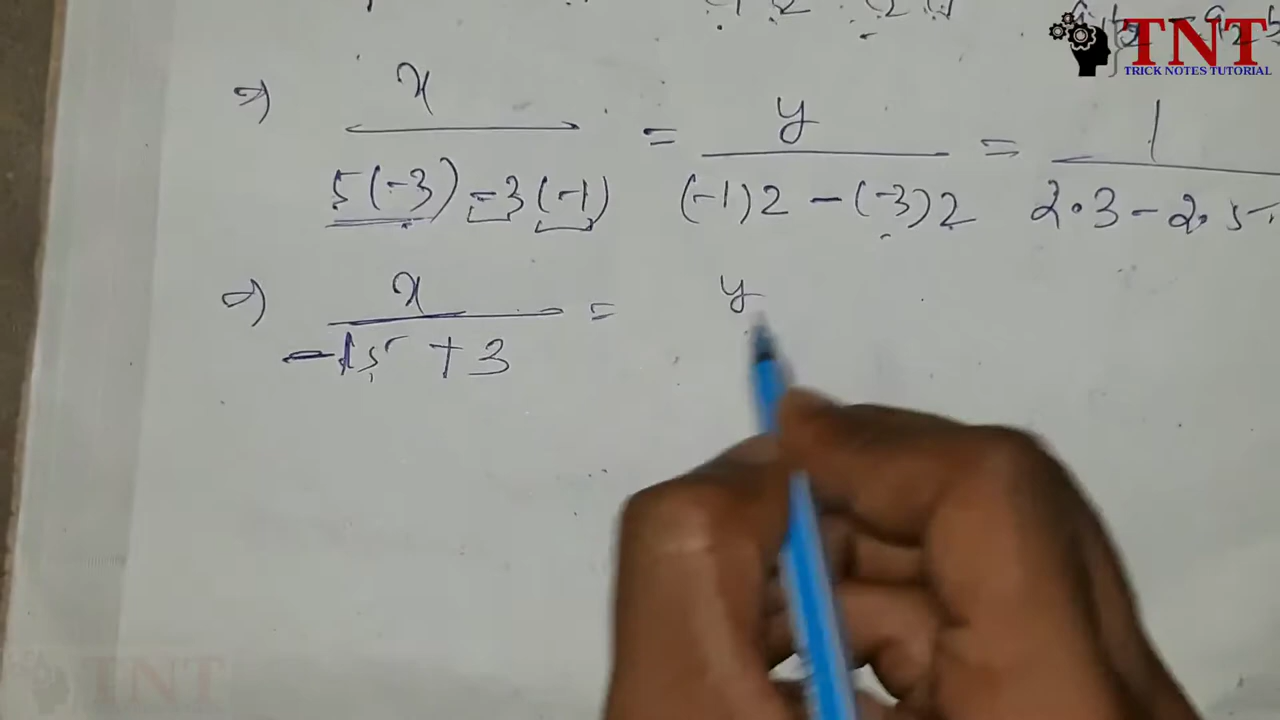 TNT
TRICK NOTES TUTORIAL
⇒) x / 5(-3) - 3(-1) = y / (-1)2 - (-3)2 = 1 / 2·3 - 2·5
⇒) x / -15 + 3 = y
TNT